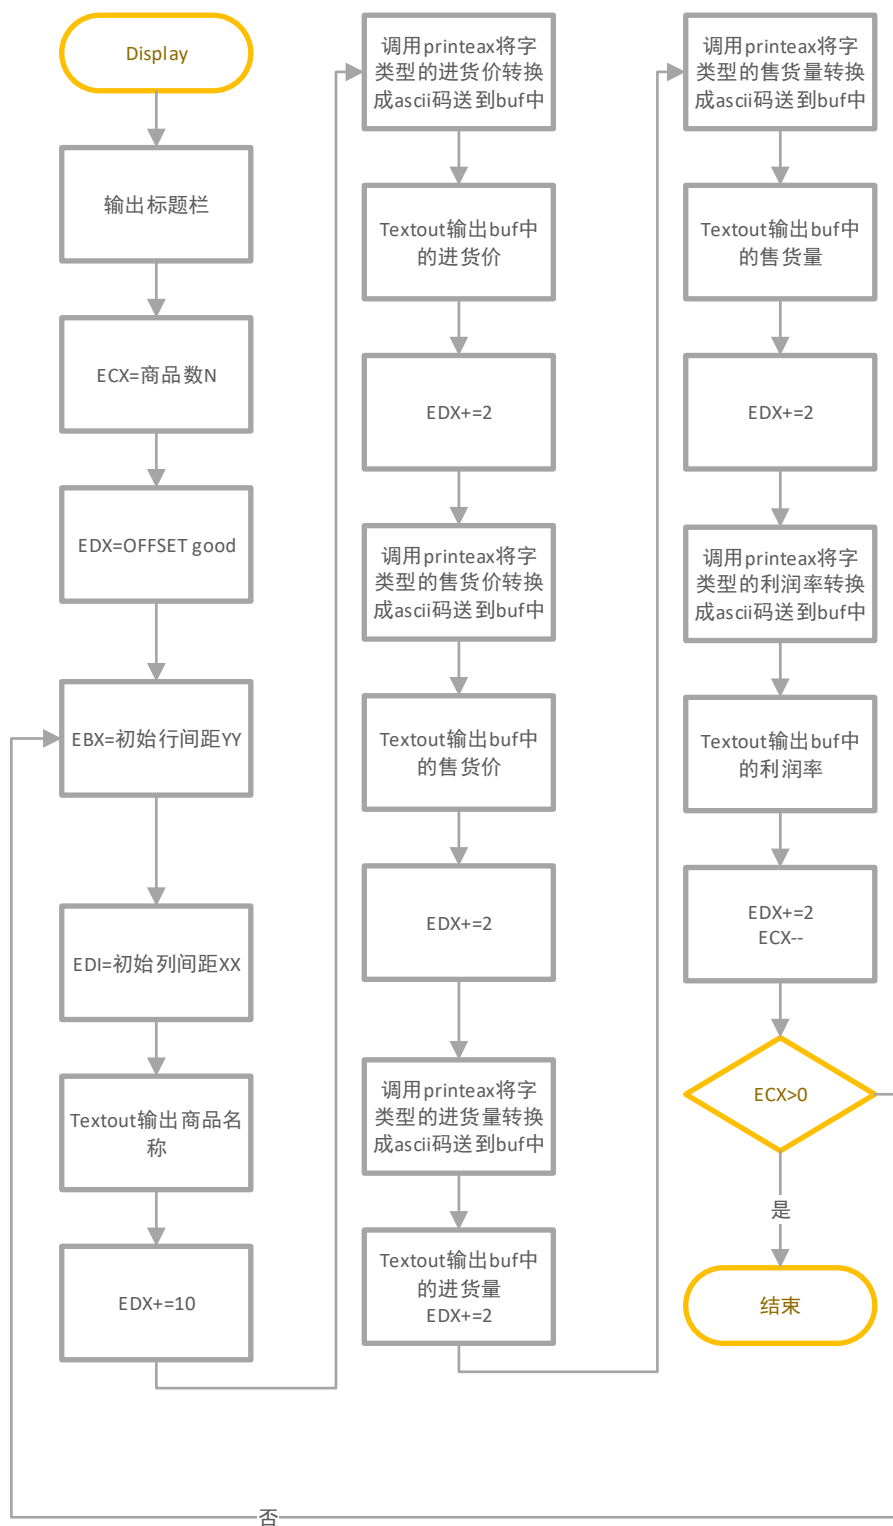 Display
输出标题栏
ECX=商品数N
EDX=OFFSET good
EBX=初始行间距YY
EDI=初始列间距XX
Textout输出商品名
称
EDX+=10
调用printeax将字
类型的进货价转换
成ascii码送到buf中
Textout输出buf中
的进货价
EDX+=2
调用printeax将字
类型的售货价转换
成ascii码送到buf中
Textout输出buf中
的售货价
EDX+=2
调用printeax将字
类型的进货量转换
成ascii码送到buf中
Textout输出buf中
的进货量
EDX+=2
调用printeax将字
类型的售货量转换
成ascii码送到buf中
Textout输出buf中
的售货量
EDX+=2
调用printeax将字
类型的利润率转换
成ascii码送到buf中
Textout输出buf中
的利润率
EDX+=2
ECX--
ECX>0
是
结束
否